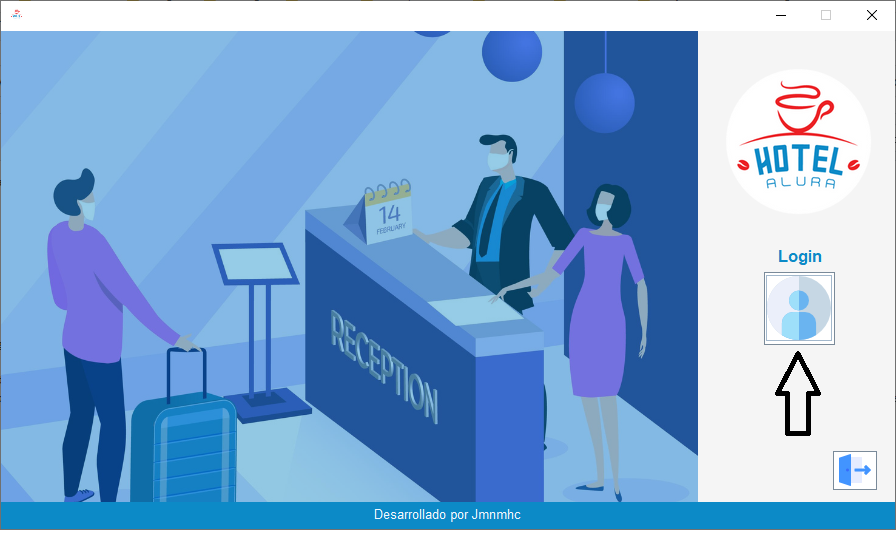 HOTEL
ALURA
14
FEBRUARY
Login
RECEPTION
Desarrollado por Jmnmhc